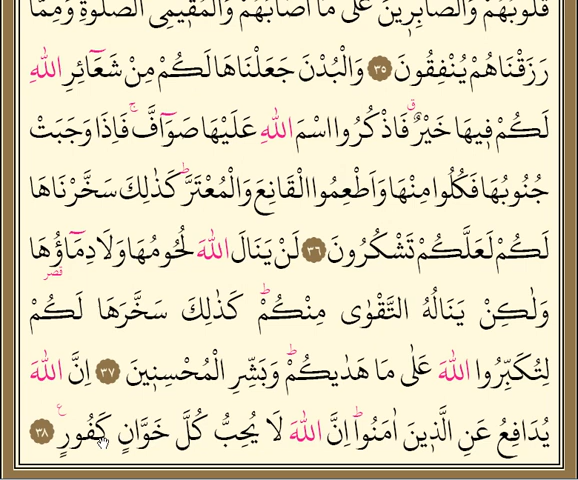 قُلُوبُهُمْ وَالصَّابِر۪ينَ عَلٰى مَٓا اَصَابَهُمْ وَالْمُق۪يمِي الصَّلٰوةِ وَمِمَّا
رَزَقْنَاهُمْ يُنْفِقُونَ ٣٥ وَالْبُدْنَ جَعَلْنَاهَا لَكُمْ مِنْ شَعَٓائِرِ اللّٰهِ
لَكُمْ ف۪يهَا خَيْرٌۗ فَاذْكُرُوا اسْمَ اللّٰهِ عَلَيْهَا صَوَٓافَّۚ فَاِذَا وَجَبَتْ
جُنُوبُهَا فَكُلُوا مِنْهَا وَاَطْعِمُوا الْقَانِعَ وَالْمُعْتَرَّۜ كَذٰلِكَ سَخَّرْنَاهَا
لَكُمْ لَعَلَّكُمْ تَشْكُرُونَ ٣٦ لَنْ يَنَالَ اللّٰهَ لُحُومُهَا وَلَا دِمَٓاؤُ۬هَا
وَلٰكِنْ يَنَالُهُ التَّقْوٰى مِنْكُمْۜ كَذٰلِكَ سَخَّرَهَا لَكُمْ
لِتُكَبِّرُوا اللّٰهَ عَلٰى مَا هَدٰيكُمْۜ وَبَشِّرِ الْمُحْسِن۪ينَ ٣٧ اِنَّ اللّٰهَ
يُدَافِعُ عَنِ الَّذ۪ينَ اٰمَنُواۜ اِنَّ اللّٰهَ لَا يُحِبُّ كُلَّ خَوَّانٍ كَفُورٍ۟ ٣٨